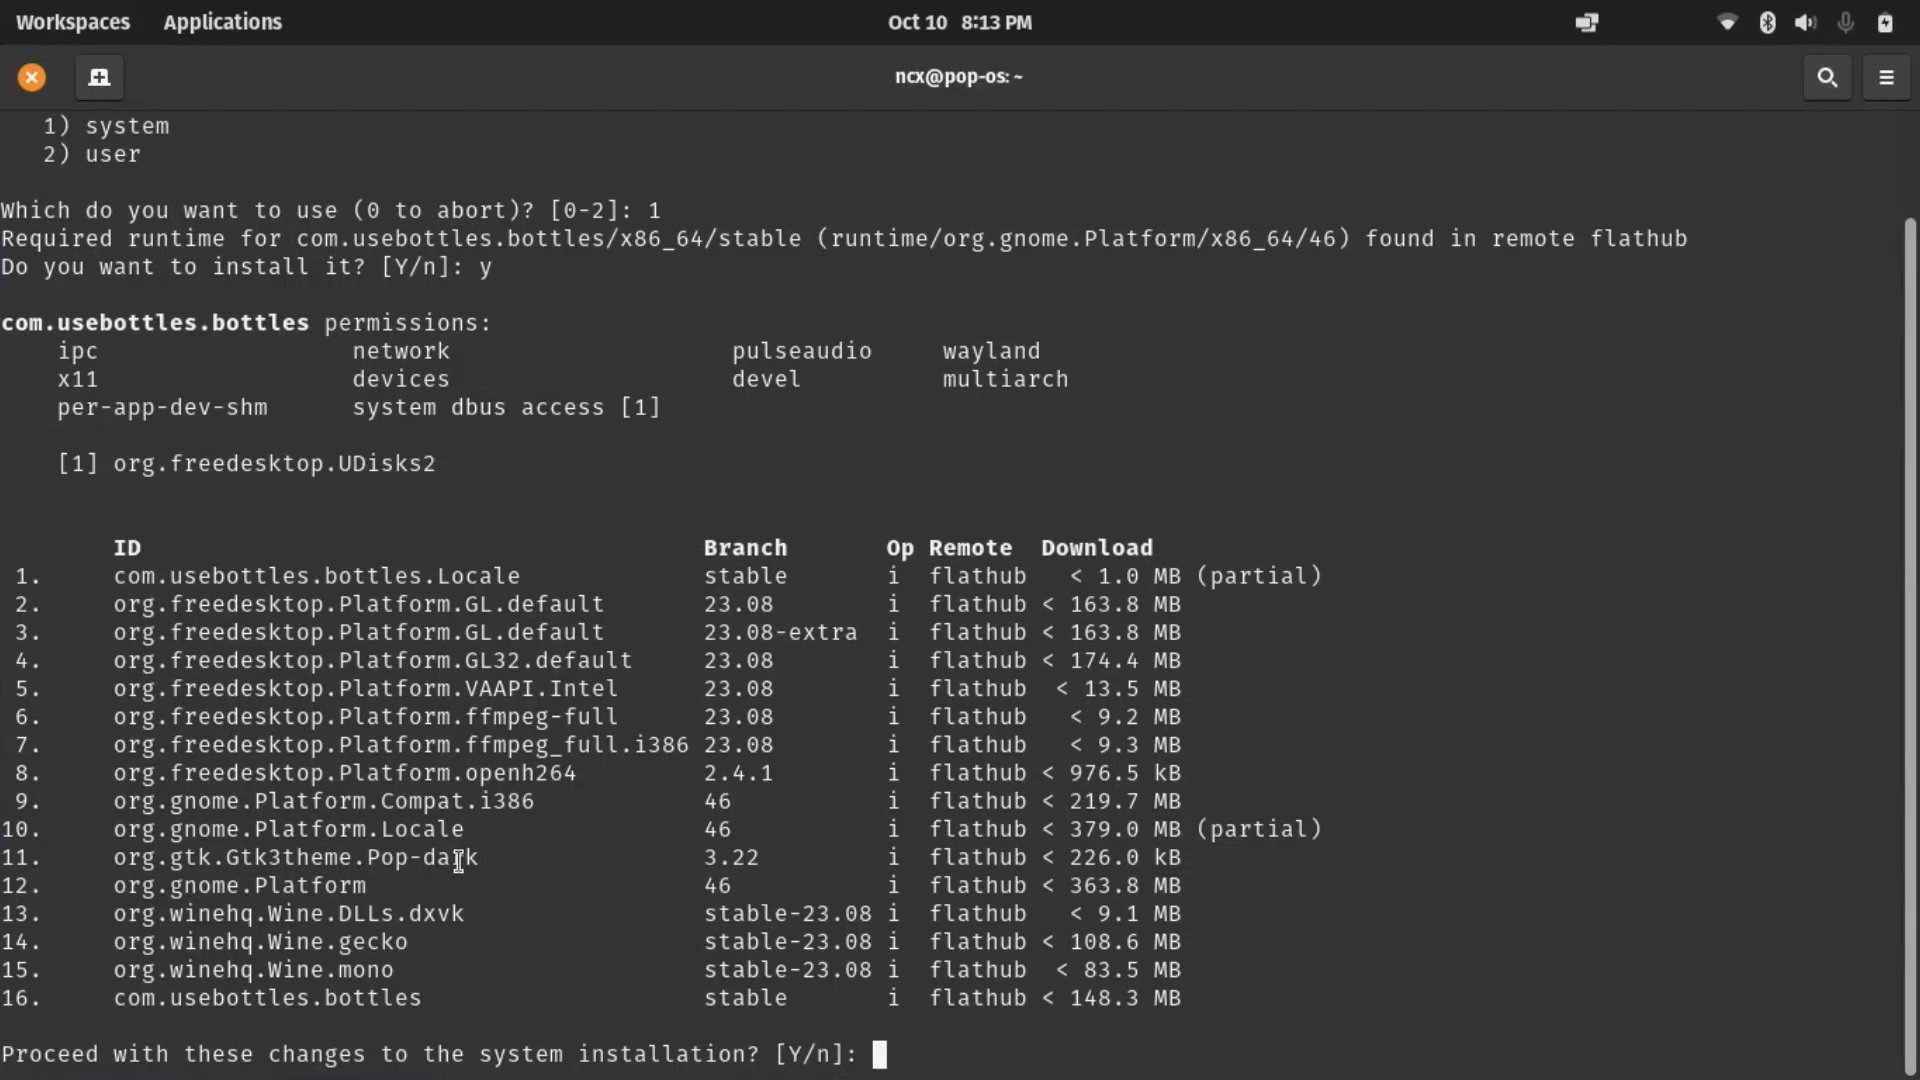 Workspaces Applications Oct 10 8:13 PM
ncx@pop-os: ~
1) system
2) user
Which do you want to use (0 to abort)? [0-2]: 1
Required runtime for com.usebottles.bottles/x86_64/stable (runtime/org.gnome.Platform/x86_64/46) found in remote flathub
Do you want to install it? [Y/n]: y
com.usebottles.bottles permissions:
ipc network pulseaudio wayland
x11 devices devel multiarch
per-app-dev-shm system dbus access [1]
[1] org.freedesktop.UDisks2
ID Branch Op Remote Download
1. com.usebottles.bottles.Locale stable i flathub < 1.0 MB (partial)
2. org.freedesktop.Platform.GL.default 23.08 i flathub < 163.8 MB
3. org.freedesktop.Platform.GL.default 23.08-extra i flathub < 163.8 MB
4. org.freedesktop.Platform.GL32.default 23.08 i flathub < 174.4 MB
5. org.freedesktop.Platform.VAAPI.Intel 23.08 i flathub < 13.5 MB
6. org.freedesktop.Platform.ffmpeg-full 23.08 i flathub < 9.2 MB
7. org.freedesktop.Platform.ffmpeg_full.i386 23.08 i flathub < 9.3 MB
8. org.freedesktop.Platform.openh264 2.4.1 i flathub < 976.5 kB
9. org.gnome.Platform.Compat.i386 46 i flathub < 219.7 MB
10. org.gnome.Platform.Locale 46 i flathub < 379.0 MB (partial)
11. org.gtk.Gtk3theme.Pop-dark 3.22 i flathub < 226.0 kB
12. org.gnome.Platform 46 i flathub < 363.8 MB
13. org.winehq.Wine.DLLs.dxvk stable-23.08 i flathub < 9.1 MB
14. org.winehq.Wine.gecko stable-23.08 i flathub < 108.6 MB
15. org.winehq.Wine.mono stable-23.08 i flathub < 83.5 MB
16. com.usebottles.bottles stable i flathub < 148.3 MB
Proceed with these changes to the system installation? [Y/n]: